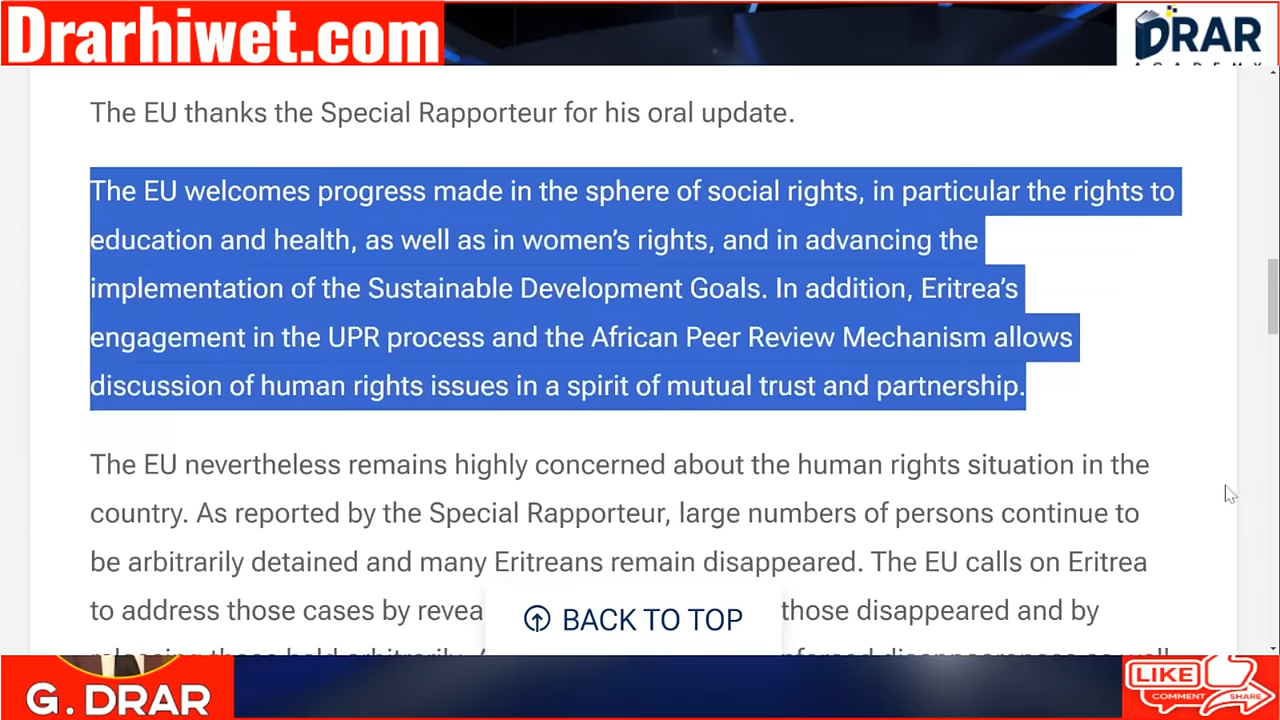 Drarhiwet.com
DRAR
The EU thanks the Special Rapporteur for his oral update.
The EU welcomes progress made in the sphere of social rights, in particular the rights to
education and health, as well as in women’s rights, and in advancing the
implementation of the Sustainable Development Goals. In addition, Eritrea’s
engagement in the UPR process and the African Peer Review Mechanism allows
discussion of human rights issues in a spirit of mutual trust and partnership.
The EU nevertheless remains highly concerned about the human rights situation in the
country. As reported by the Special Rapporteur, large numbers of persons continue to
be arbitrarily detained and many Eritreans remain disappeared. The EU calls on Eritrea
to address those cases by revea those disappeared and by
BACK TO TOP
G. DRAR
LIKE
COMMENT SHARE